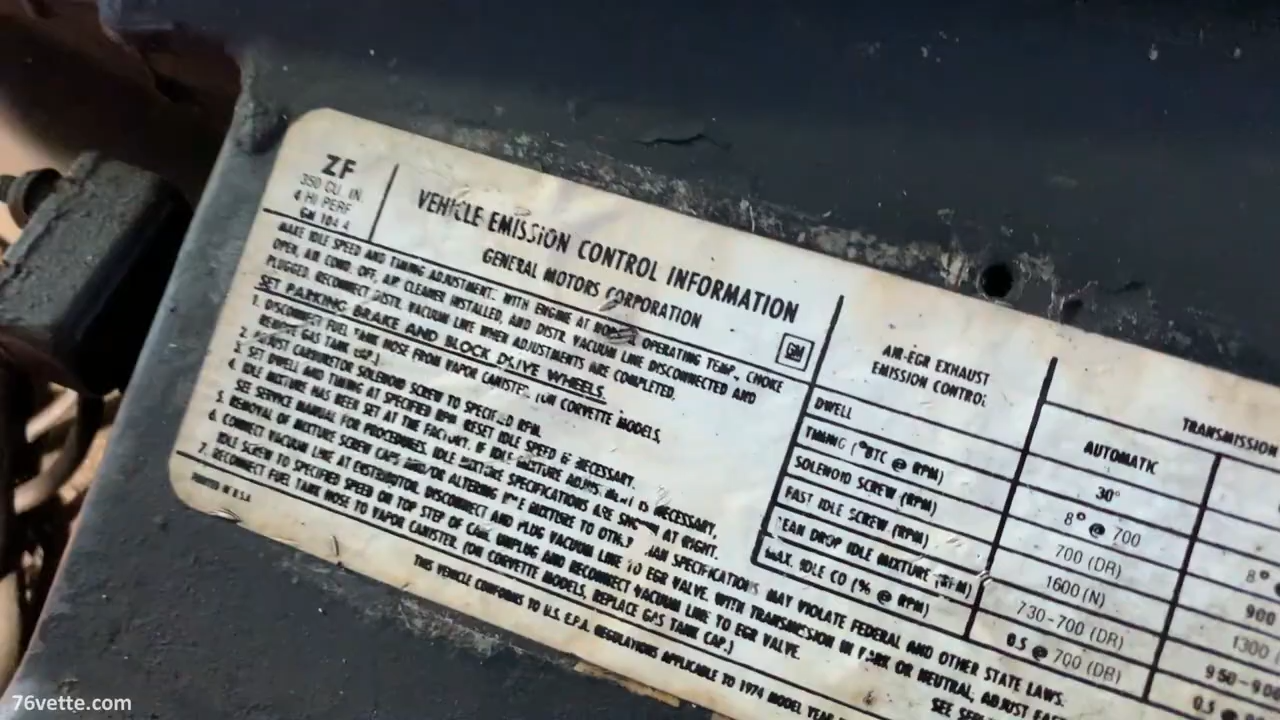 ZF
350 CU. IN.
4 HI PERF
GM 104 4
VEHICLE EMISSION CONTROL INFORMATION
GENERAL MOTORS CORPORATION
GM
MAKE IDLE SPEED AND TIMING ADJUSTMENT. WITH ENGINE AT OPERATING TEMP., CHOKE
OPEN, AIR COND. OFF, AIR CLEANER INSTALLED, AND DISTR. VACUUM LINE DISCONNECTED AND
PLUGGED. RECONNECT DISTR. VACUUM LINE WHEN ADJUSTMENTS ARE COMPLETED.
SET PARKING BRAKE AND BLOCK DRIVE WHEELS.
1. DISCONNECT FUEL TANK HOSE FROM VAPOR CANISTER. (ON CORVETTE MODELS,
REMOVE GAS TANK CAP.)
2. ADJUST CARBURETOR SOLENOID SCREW TO SPECIFIED RPM.
3. SET DWELL AND TIMING AT SPECIFIED RPM. RESET IDLE SPEED IF NECESSARY.
4. IDLE MIXTURE HAS BEEN SET AT THE FACTORY. IF IDLE MIXTURE ADJUSTMENT IS NECESSARY,
SEE SERVICE MANUAL FOR PROCEDURES. IDLE MIXTURE SPECIFICATIONS ARE SHOWN AT RIGHT.
5. REMOVAL OF MIXTURE SCREW CAPS AND/OR ALTERING IDLE MIXTURE TO OTHER THAN SPECIFICATIONS MAY VIOLATE FEDERAL AND OTHER STATE LAWS.
6. CONNECT VACUUM LINE AT DISTRIBUTOR. DISCONNECT AND PLUG VACUUM LINE TO EGR VALVE. WITH TRANSMISSION IN PARK OR NEUTRAL, ADJUST FAST
IDLE SCREW TO SPECIFIED SPEED ON TOP STEP OF CAM. UNPLUG AND RECONNECT VACUUM LINE TO EGR VALVE. SEE
7. RECONNECT FUEL TANK HOSE TO VAPOR CANISTER. (ON CORVETTE MODELS, REPLACE GAS TANK CAP.)
PRINTED IN U.S.A.
THIS VEHICLE CONFORMS TO U.S. E.P.A. REGULATIONS APPLICABLE TO 1974 MODEL YEAR
AIR-EGR EXHAUST
EMISSION CONTROL
TRANSMISSION
AUTOMATIC
DWELL 30°
TIMING (°BTC @ RPM) 8° @ 700 8°
SOLENOID SCREW (RPM) 700 (DR) 900
FAST IDLE SCREW (RPM) 1600 (N) 1300
LEAN DROP IDLE MIXTURE (RPM) 730-700 (DR) 950-900
MAX. IDLE CO (% @ RPM) 0.5 @ 700 (DR) 0.5 @
76vette.com